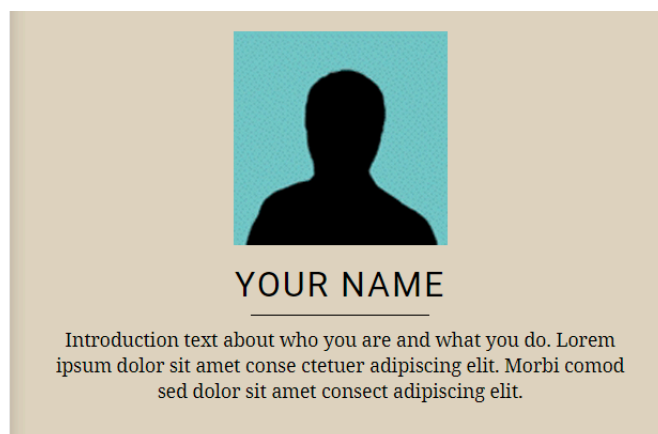 YOUR NAME
Introduction text about who you are and what you do. Lorem
ipsum dolor sit amet conse ctetuer adipiscing elit. Morbi comod
sed dolor sit amet consect adipiscing elit.